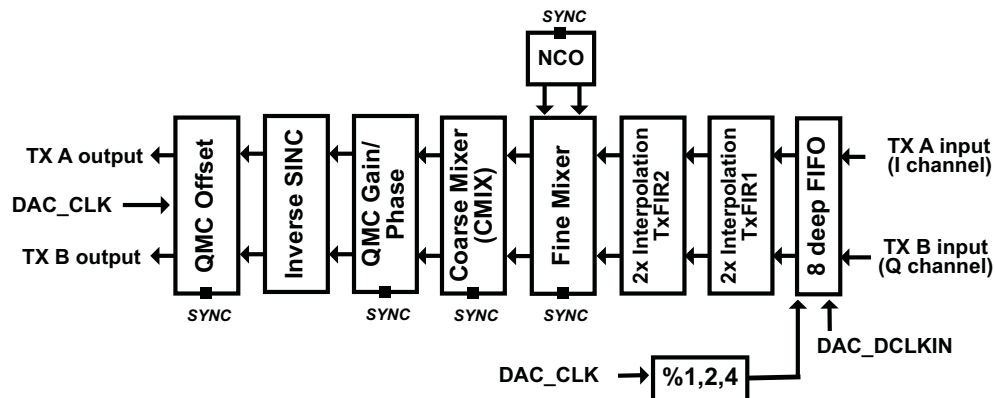 SYNC
NCO
TX A output
DAC_CLK
TX B output
QMC Offset
Inverse SINC
QMC Gain/
Phase
Coarse Mixer
(CMIX)
Fine Mixer
2x Interpolation
TxFIR2
2x Interpolation
TxFIR1
8 deep FIFO
TX A input
(I channel)
TX B input
(Q channel)
SYNC
SYNC
SYNC
SYNC
DAC_DCLKIN
DAC_CLK
%1,2,4